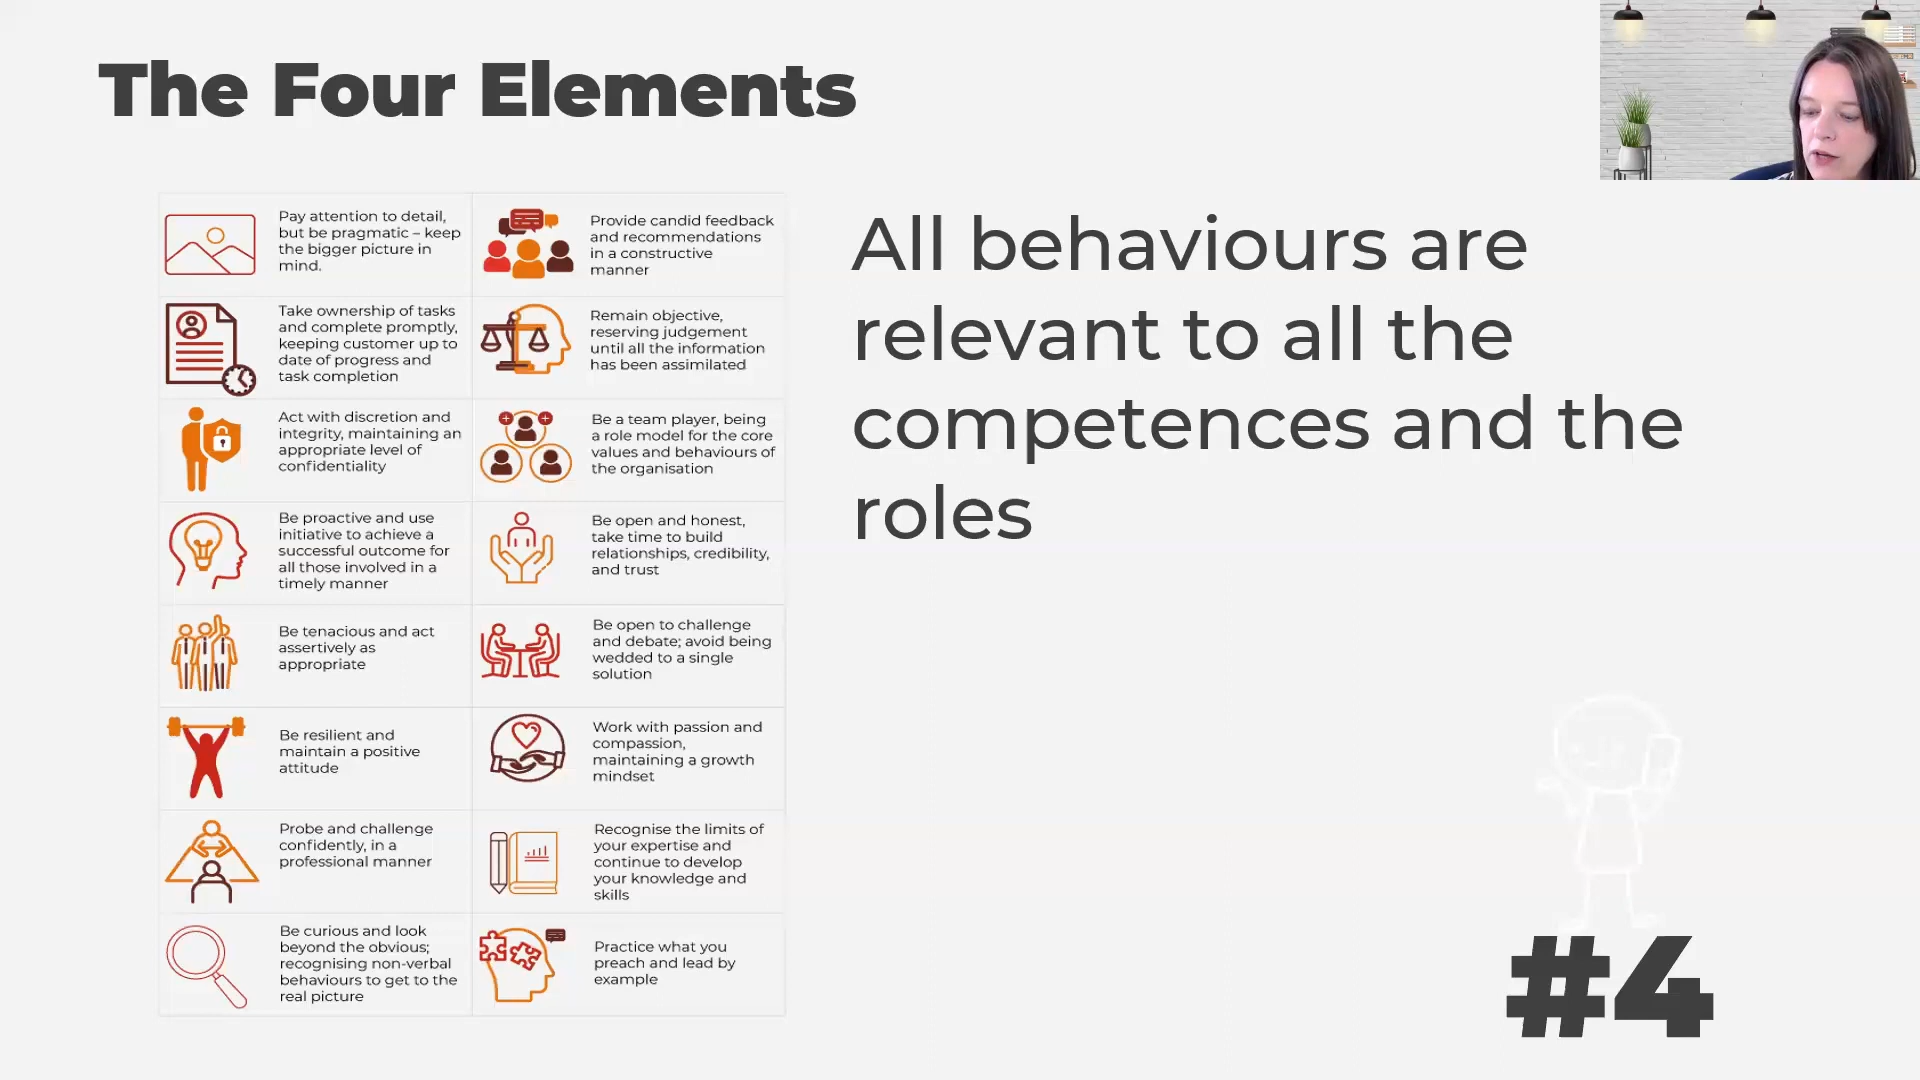 The Four Elements
Pay attention to detail,
but be pragmatic – keep
the bigger picture in
mind.
Provide candid feedback
and recommendations
in a constructive
manner
Take ownership of tasks
and complete promptly,
keeping customer up to
date of progress and
task completion
Remain objective,
reserving judgement
until all the information
has been assimilated
Act with discretion and
integrity, maintaining an
appropriate level of
confidentiality
Be a team player, being
a role model for the core
values and behaviours of
the organisation
Be proactive and use
initiative to achieve a
successful outcome for
all those involved in a
timely manner
Be open and honest,
take time to build
relationships, credibility,
and trust
Be tenacious and act
assertively as
appropriate
Be open to challenge
and debate; avoid being
wedded to a single
solution
Be resilient and
maintain a positive
attitude
Work with passion and
compassion,
maintaining a growth
mindset
Probe and challenge
confidently, in a
professional manner
Recognise the limits of
your expertise and
continue to develop
your knowledge and
skills
Be curious and look
beyond the obvious;
recognising non-verbal
behaviours to get to the
real picture
Practice what you
preach and lead by
example
All behaviours are
relevant to all the
competences and the
roles
#4